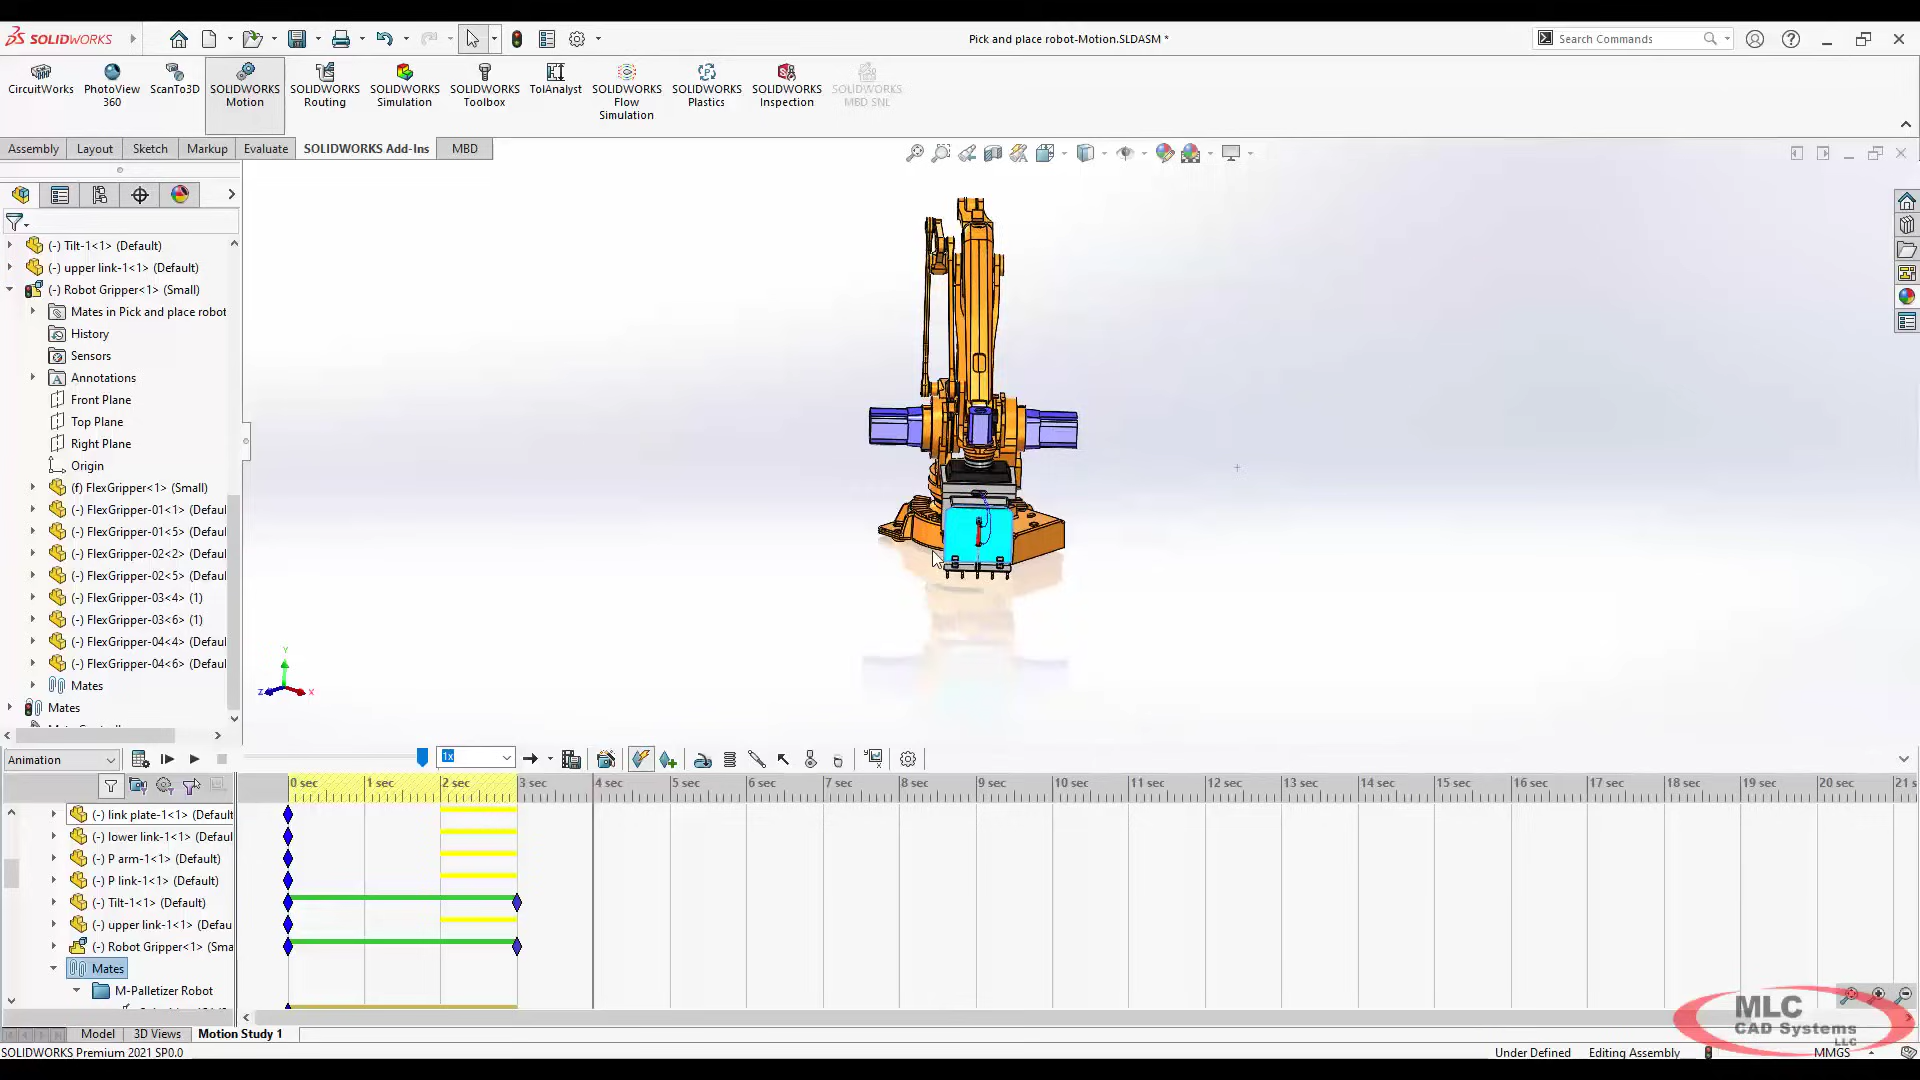 SOLIDWORKS
Pick and place robot-Motion.SLDASM *
Search Commands
CircuitWorks
PhotoView 360
ScanTo3D
SOLIDWORKS Motion
SOLIDWORKS Routing
SOLIDWORKS Simulation
SOLIDWORKS Toolbox
TolAnalyst
SOLIDWORKS Flow Simulation
SOLIDWORKS Plastics
SOLIDWORKS Inspection
SOLIDWORKS MBD SNL
Assembly
Layout
Sketch
Markup
Evaluate
SOLIDWORKS Add-Ins
MBD
(-) Tilt-1<1> (Default)
(-) upper link-1<1> (Default)
(-) Robot Gripper<1> (Small)
Mates in Pick and place robot
History
Sensors
Annotations
Front Plane
Top Plane
Right Plane
Origin
(f) FlexGripper<1> (Small)
(-) FlexGripper-01<1> (Defaul
(-) FlexGripper-01<5> (Defaul
(-) FlexGripper-02<2> (Defaul
(-) FlexGripper-02<5> (Defaul
(-) FlexGripper-03<4> (1)
(-) FlexGripper-03<6> (1)
(-) FlexGripper-04<4> (Defaul
(-) FlexGripper-04<6> (Defaul
Mates
Mates
Y
Z
X
Animation
1x
0 sec
1 sec
2 sec
3 sec
4 sec
5 sec
6 sec
7 sec
8 sec
9 sec
10 sec
11 sec
12 sec
13 sec
14 sec
15 sec
16 sec
17 sec
18 sec
19 sec
20 sec
21 s
(-) link plate-1<1> (Default
(-) lower link-1<1> (Defaul
(-) P arm-1<1> (Default)
(-) P link-1<1> (Default)
(-) Tilt-1<1> (Default)
(-) upper link-1<1> (Defau
(-) Robot Gripper<1> (Sma
Mates
M-Palletizer Robot
Model
3D Views
Motion Study 1
MLC
CAD Systems
LLC
SOLIDWORKS Premium 2021 SP0.0
Under Defined
Editing Assembly
MMGS